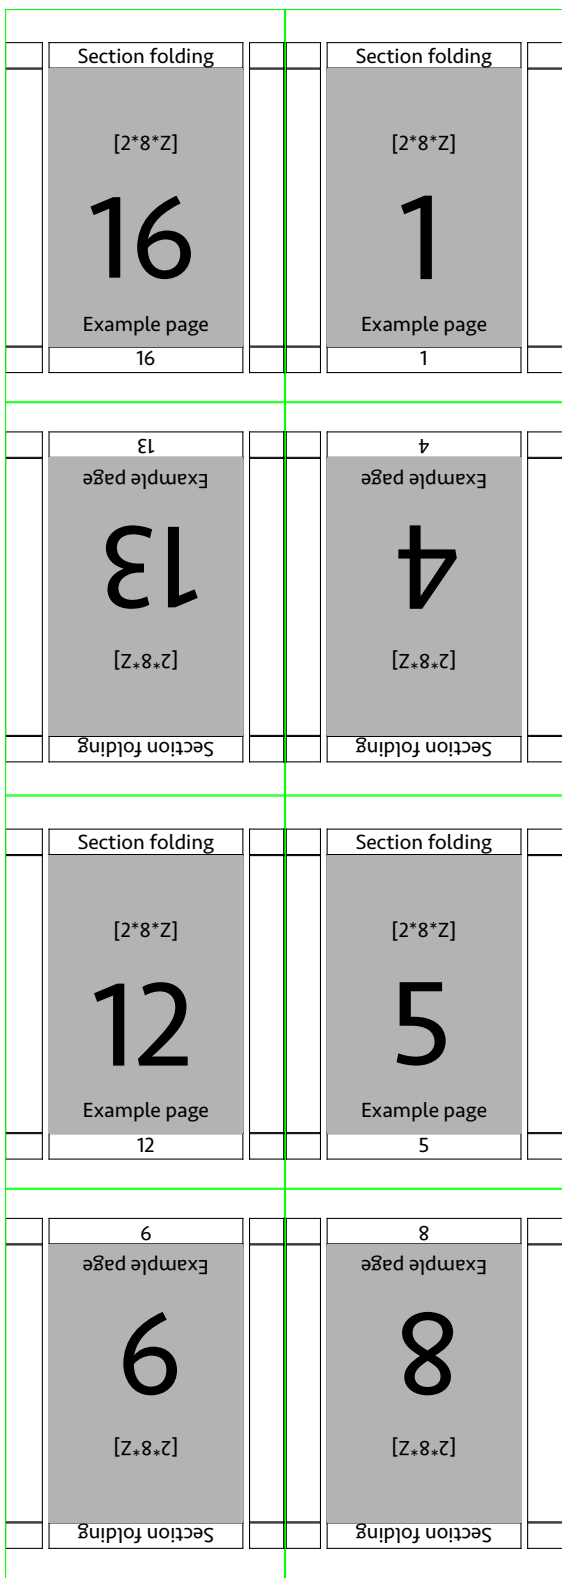 Section folding
[2*8*Z]
16
Example page
16
Section folding
[2*8*Z]
1
Example page
1
Section folding
[2*8*Z]
13
Example page
13
Section folding
[2*8*Z]
4
Example page
4
Section folding
[2*8*Z]
12
Example page
12
Section folding
[2*8*Z]
5
Example page
5
Section folding
[2*8*Z]
9
Example page
9
Section folding
[2*8*Z]
8
Example page
8